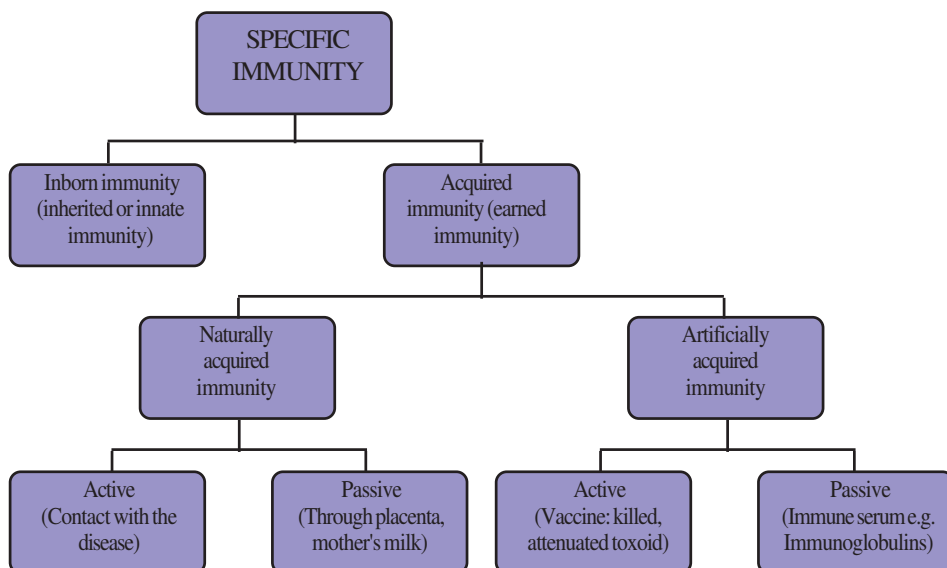 SPECIFIC
IMMUNITY
Inborn immunity
(inherited or innate
immunity)
Acquired
immunity (earned
immunity)
Naturally
acquired
immunity
Artificially
acquired
immunity
Active
(Contact with the
disease)
Passive
(Through placenta,
mother's milk)
Active
(Vaccine: killed,
attenuated toxoid)
Passive
(Immune serum e.g.
Immunoglobulins)